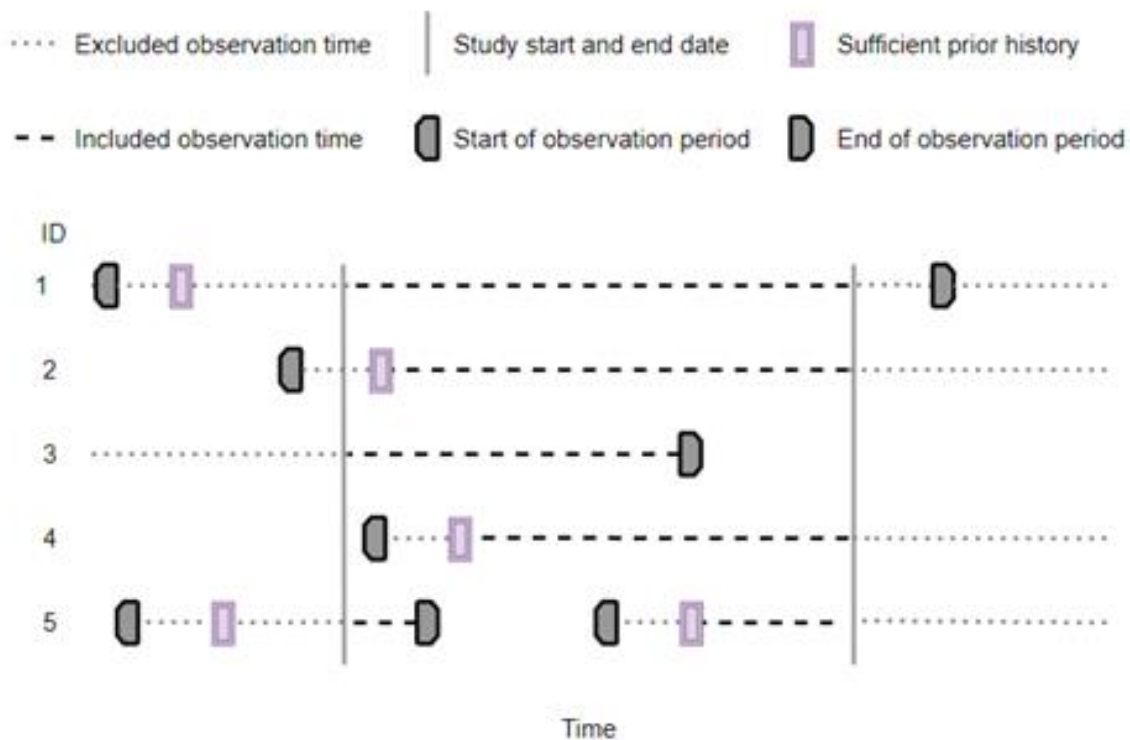 Excluded observation time
Study start and end date
Sufficient prior history
Included observation time
Start of observation period
End of observation period
ID
1
2
3
4
5
Time